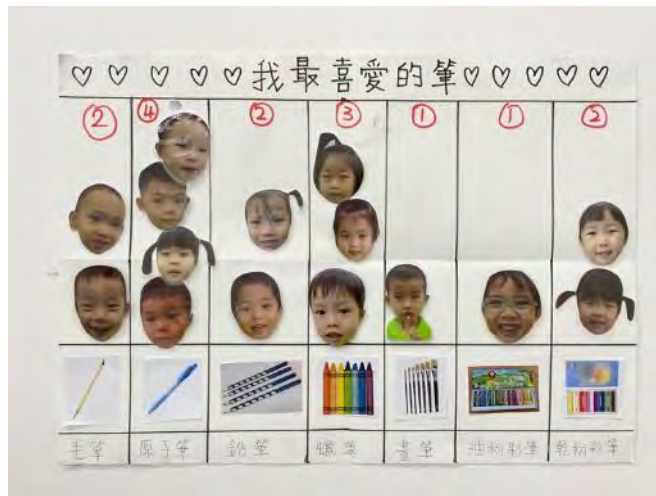 ♡♡♡♡♡我最喜愛的筆♡♡♡♡♡
② ④ ② ③ ① ① ②
毛筆 原子筆 鉛筆 蠟筆 畫筆 油粉彩筆 乾粉彩筆